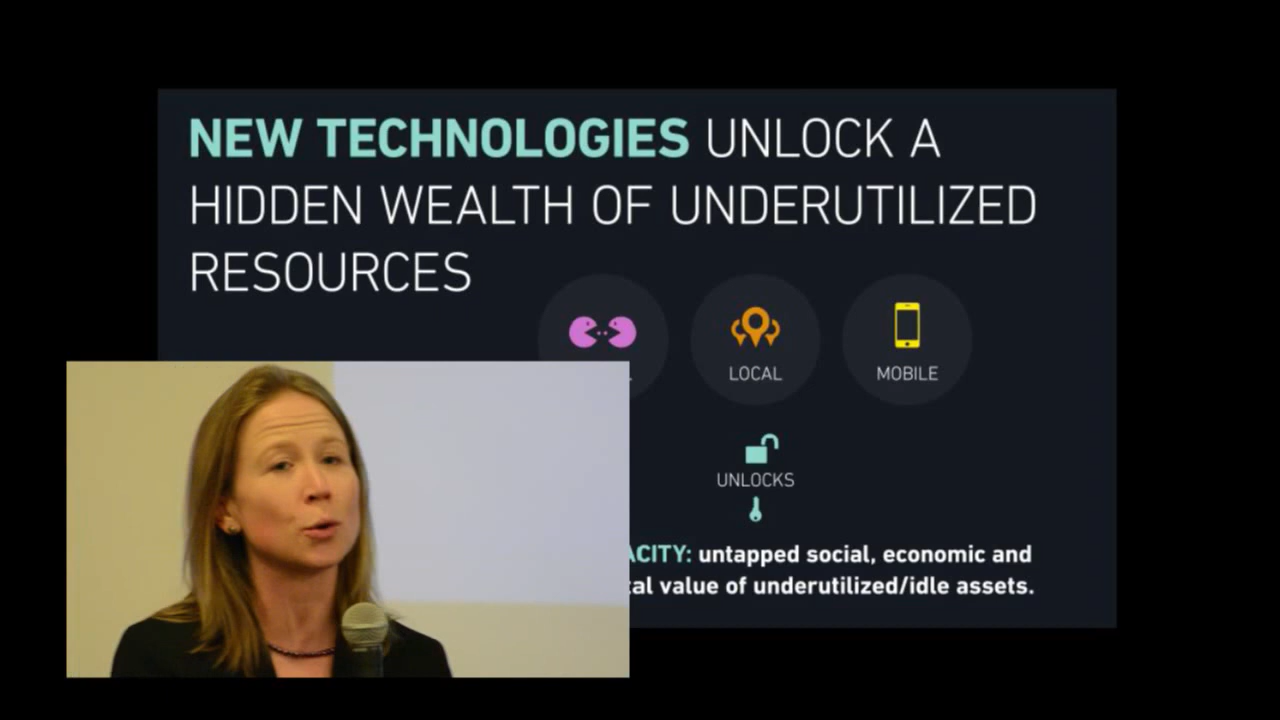 NEW TECHNOLOGIES UNLOCK A
HIDDEN WEALTH OF UNDERUTILIZED
RESOURCES
LOCAL
MOBILE
UNLOCKS
untapped social, economic and
value of underutilized/idle assets.